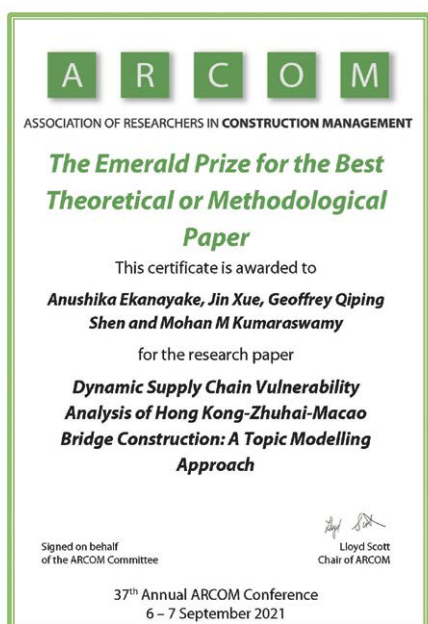 A R C O M
ASSOCIATION OF RESEARCHERS IN CONSTRUCTION MANAGEMENT
The Emerald Prize for the Best
Theoretical or Methodological
Paper
This certificate is awarded to
Anushika Ekanayake, Jin Xue, Geoffrey Qiping
Shen and Mohan M Kumaraswamy
for the research paper
Dynamic Supply Chain Vulnerability
Analysis of Hong Kong-Zhuhai-Macao
Bridge Construction: A Topic Modelling
Approach
Lloyd Scott
Signed on behalf
of the ARCOM Committee
Lloyd Scott
Chair of ARCOM
37th Annual ARCOM Conference
6 – 7 September 2021